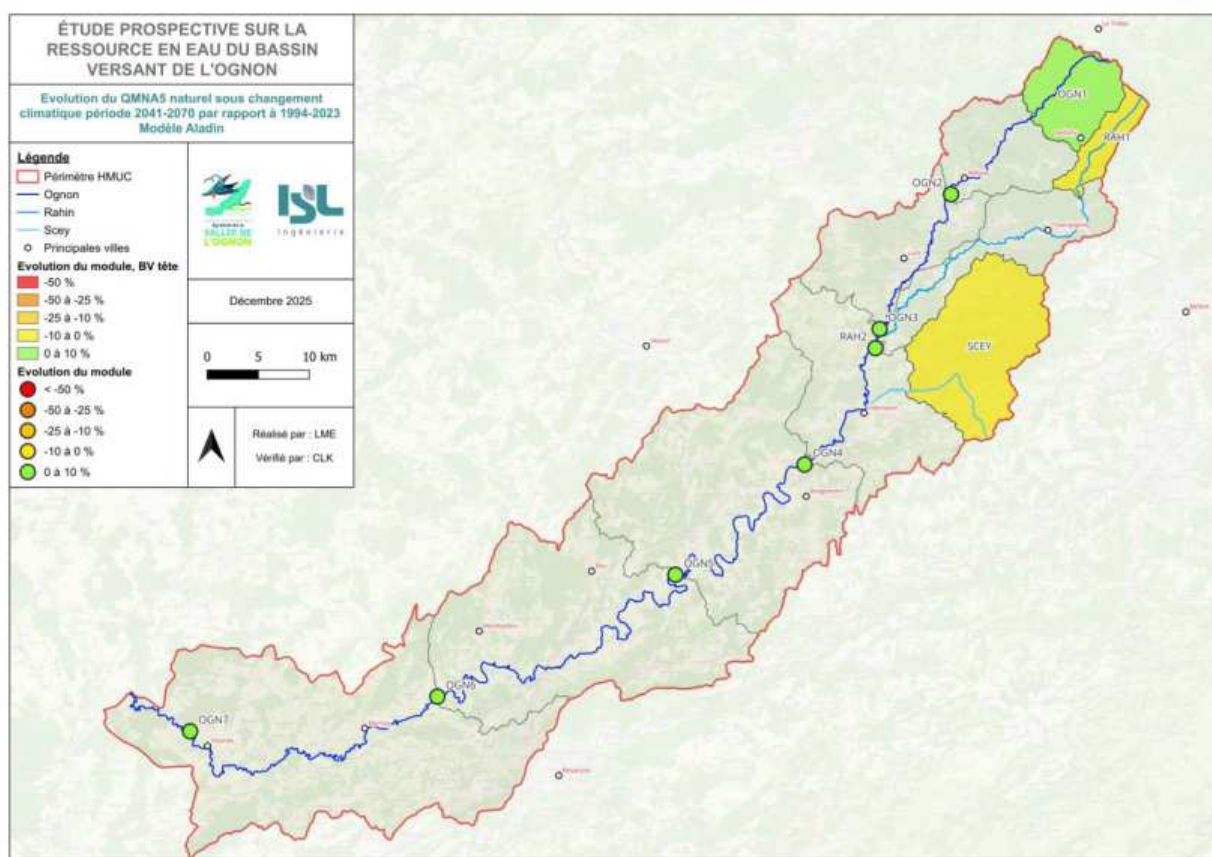 ÉTUDE PROSPECTIVE SUR LA
RESSOURCE EN EAU DU BASSIN
VERSANT DE L'OGNON
Evolution du QMNA5 naturel sous changement
climatique période 2041-2070 par rapport à 1994-2023
Modèle Aladin
Légende
Périmètre HMUC
Ognon
Rahin
Scey
Principales villes
Evolution du module, BV tête
-50 %
-50 à -25 %
-25 à -10 %
-10 à 0 %
0 à 10 %
Evolution du module
< -50 %
-50 à -25 %
-25 à -10 %
-10 à 0 %
0 à 10 %
VALLÉE DE
L'OGNON
ISL
Ingénierie
Décembre 2025
0 5 10 km
Réalisé par : LME
Vérifié par : CLK
OGN1
RAH1
OGN2
OGN3
RAH2
SCEY
OGN4
OGN5
OGN6
OGN7
Besançon